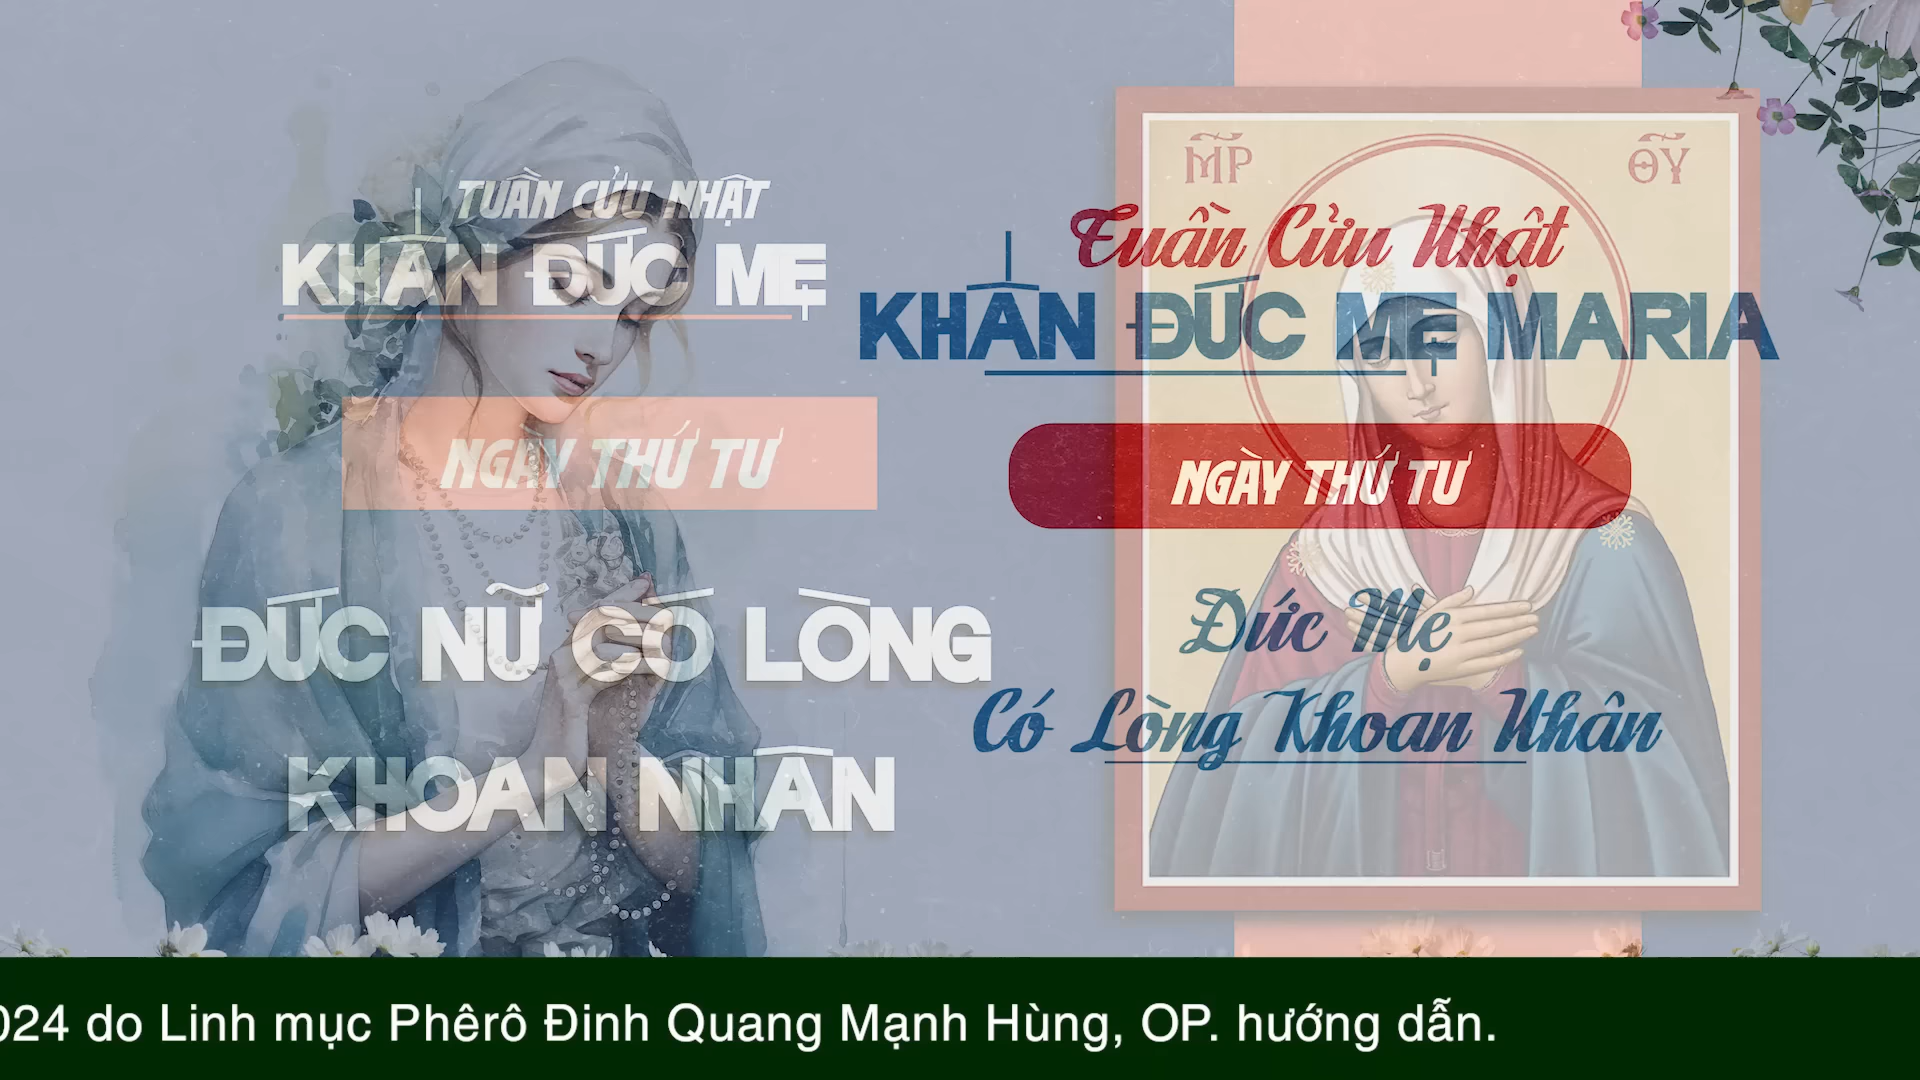 TUẦN CỬU NHẬT
KHẤN ĐỨC MẸ
NGÀY THỨ TƯ
ĐỨC NỮ CÓ LÒNG
KHOAN NHÂN
ΜΡ ΘΥ
Tuần Cửu Nhật
KHẤN ĐỨC MẸ MARIA
NGÀY THỨ TƯ
Đức Mẹ
Có Lòng Khoan Nhân
024 do Linh mục Phêrô Đinh Quang Mạnh Hùng, OP. hướng dẫn.